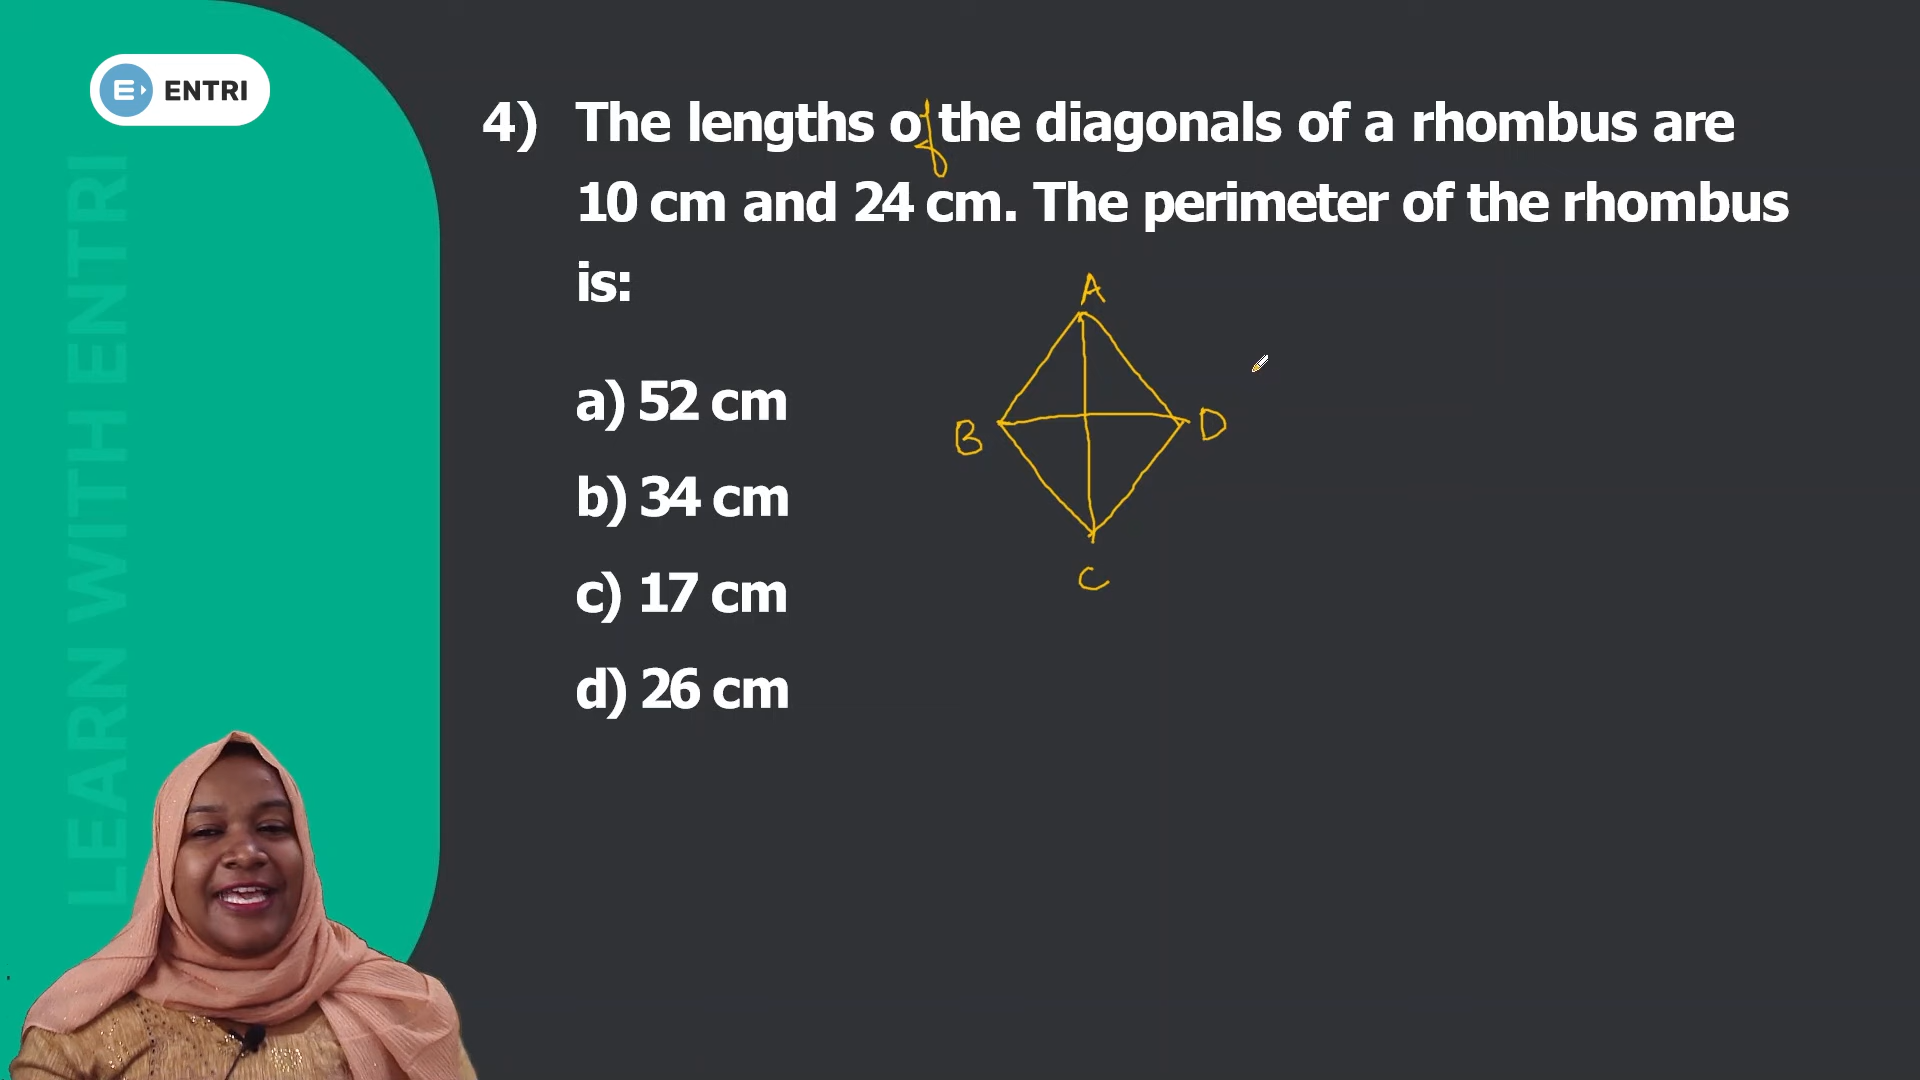 ENTRI
LEARN WITH ENTRI
4) The lengths of the diagonals of a rhombus are
10 cm and 24 cm. The perimeter of the rhombus
is:
a) 52 cm
b) 34 cm
c) 17 cm
d) 26 cm
A
B
D
C